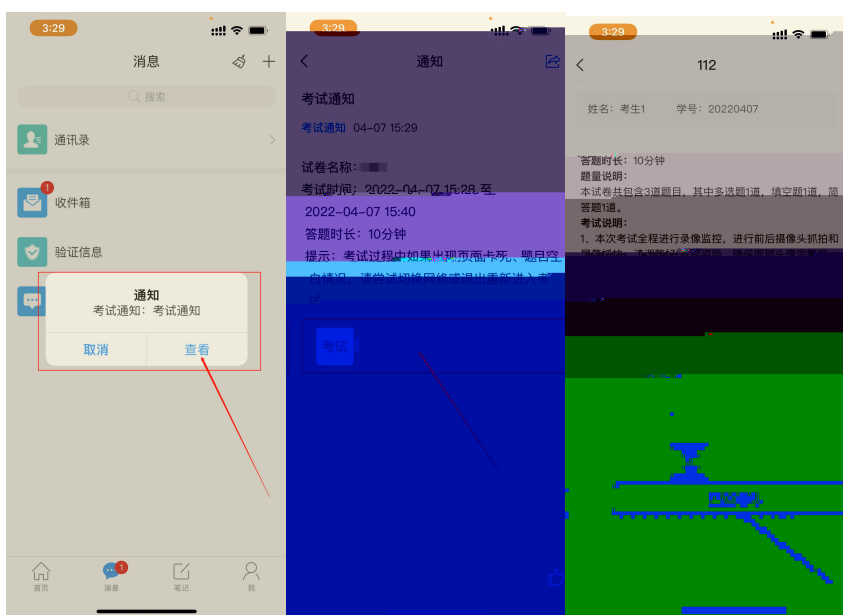 3:29
消息
搜索
通讯录
1
收件箱
验证信息
通知
考试通知：考试通知
取消
查看
首页
1
消息
笔记
我
3:29
通知
考试通知
考试通知 04-07 15:29
试卷名称：
考试时间：2022-04-07 15:28 至
2022-04-07 15:40
答题时长：10分钟
提示：考试过程中如果出现页面卡死、题目空
白情况，请尝试切换网络或退出重新进入考
试
考试
3:29
112
姓名：考生1 学号：20220407
答题时长：10分钟
题量说明：
本试卷共包含3道题目，其中多选题1道，填空题1道，简
答题1道。
考试说明：
1、本次考试全程进行录像监控，进行前后摄像头抓拍和